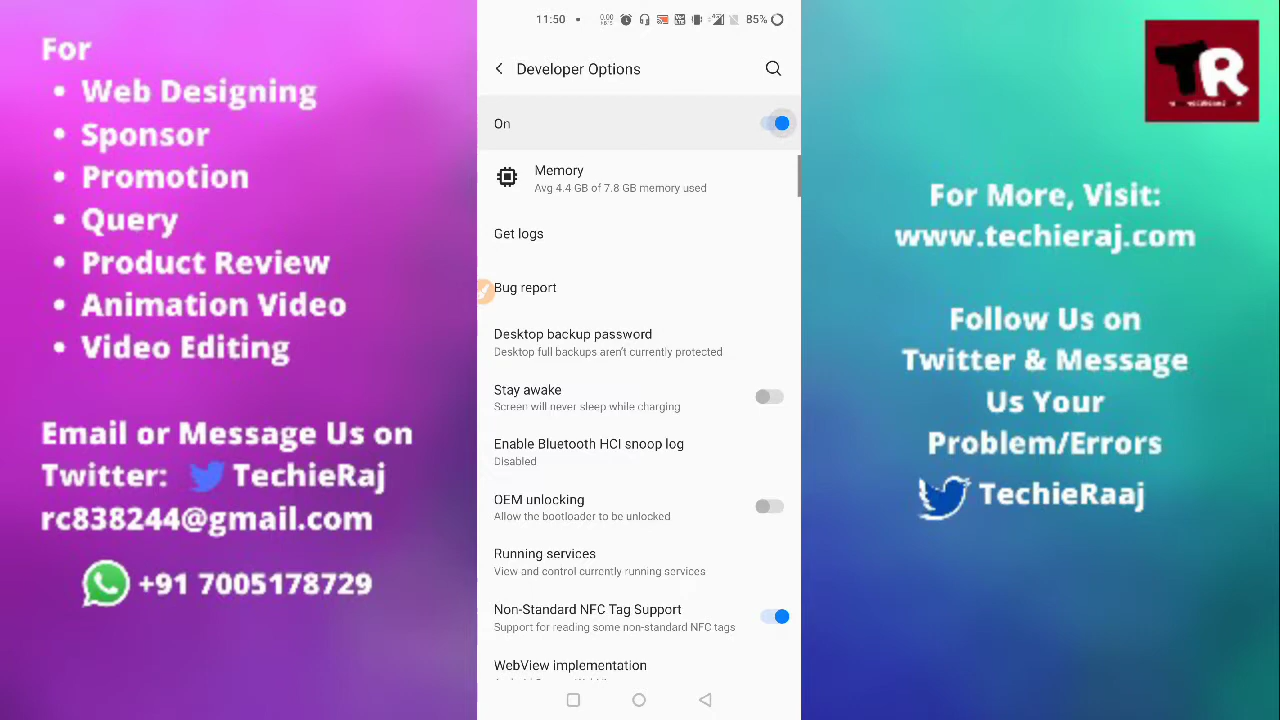 For
• Web Designing
• Sponsor
• Promotion
• Query
• Product Review
• Animation Video
• Video Editing
Email or Message Us on
Twitter: TechieRaj
rc838244@gmail.com
+91 7005178729
11:50
85%
Developer Options
On
Memory
Avg 4.4 GB of 7.8 GB memory used
Get logs
Bug report
Desktop backup password
Desktop full backups aren't currently protected
Stay awake
Screen will never sleep while charging
Enable Bluetooth HCI snoop log
Disabled
OEM unlocking
Allow the bootloader to be unlocked
Running services
View and control currently running services
Non-Standard NFC Tag Support
Support for reading some non-standard NFC tags
WebView implementation
TR
For More, Visit:
www.techieraj.com
Follow Us on
Twitter & Message
Us Your
Problem/Errors
TechieRaaj